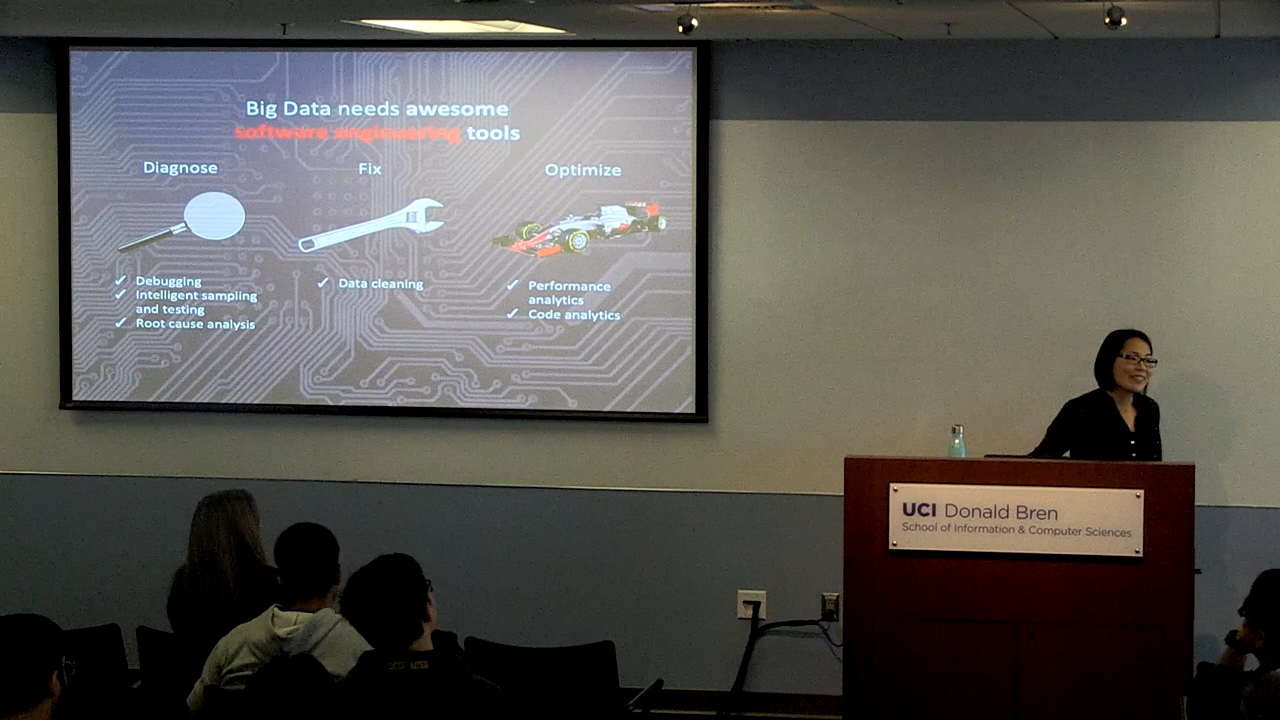 Big Data needs awesome
software engineering tools
Diagnose
Fix
Optimize
✓ Debugging
✓ Intelligent sampling
and testing
✓ Root cause analysis
✓ Data cleaning
✓ Performance
analytics
✓ Code analytics
UCI Donald Bren
School of Information & Computer Sciences